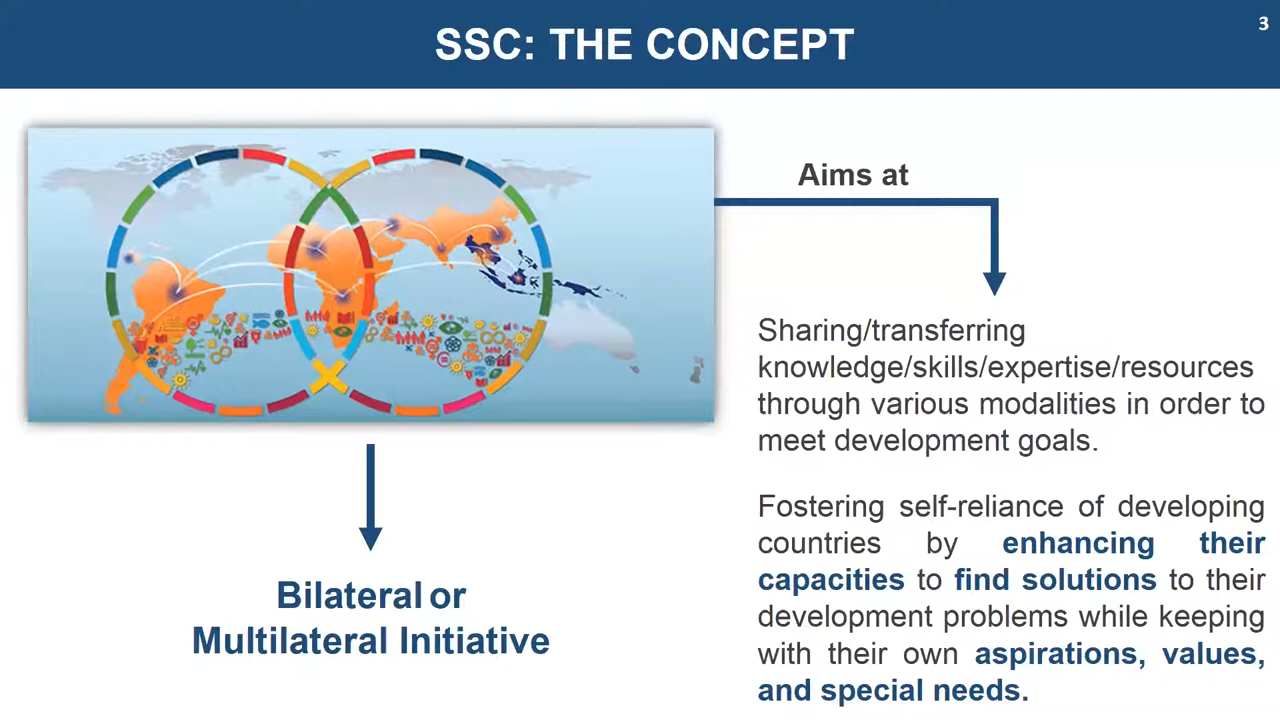 3
SSC: THE CONCEPT
Aims at
Sharing/transferring
knowledge/skills/expertise/resources
through various modalities in order to
meet development goals.
Fostering self-reliance of developing
countries by enhancing their
capacities to find solutions to their
development problems while keeping
with their own aspirations, values,
and special needs.
Bilateral or
Multilateral Initiative